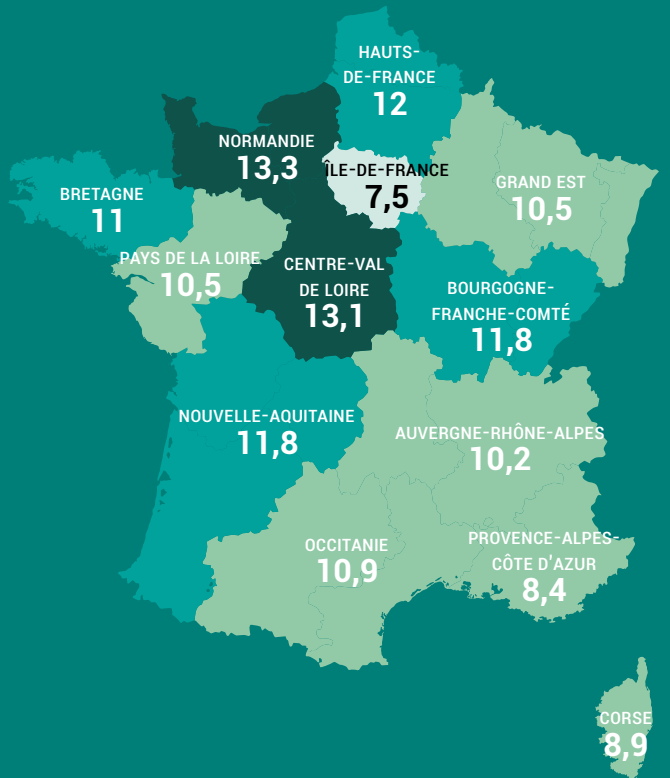 HAUTS-
DE-FRANCE
12
NORMANDIE
13,3
ÎLE-DE-FRANCE
7,5
GRAND EST
10,5
BRETAGNE
11
PAYS DE LA LOIRE
10,5
CENTRE-VAL
DE LOIRE
13,1
BOURGOGNE-
FRANCHE-COMTÉ
11,8
NOUVELLE-AQUITAINE
11,8
AUVERGNE-RHÔNE-ALPES
10,2
OCCITANIE
10,9
PROVENCE-ALPES-
CÔTE D'AZUR
8,4
CORSE
8,9